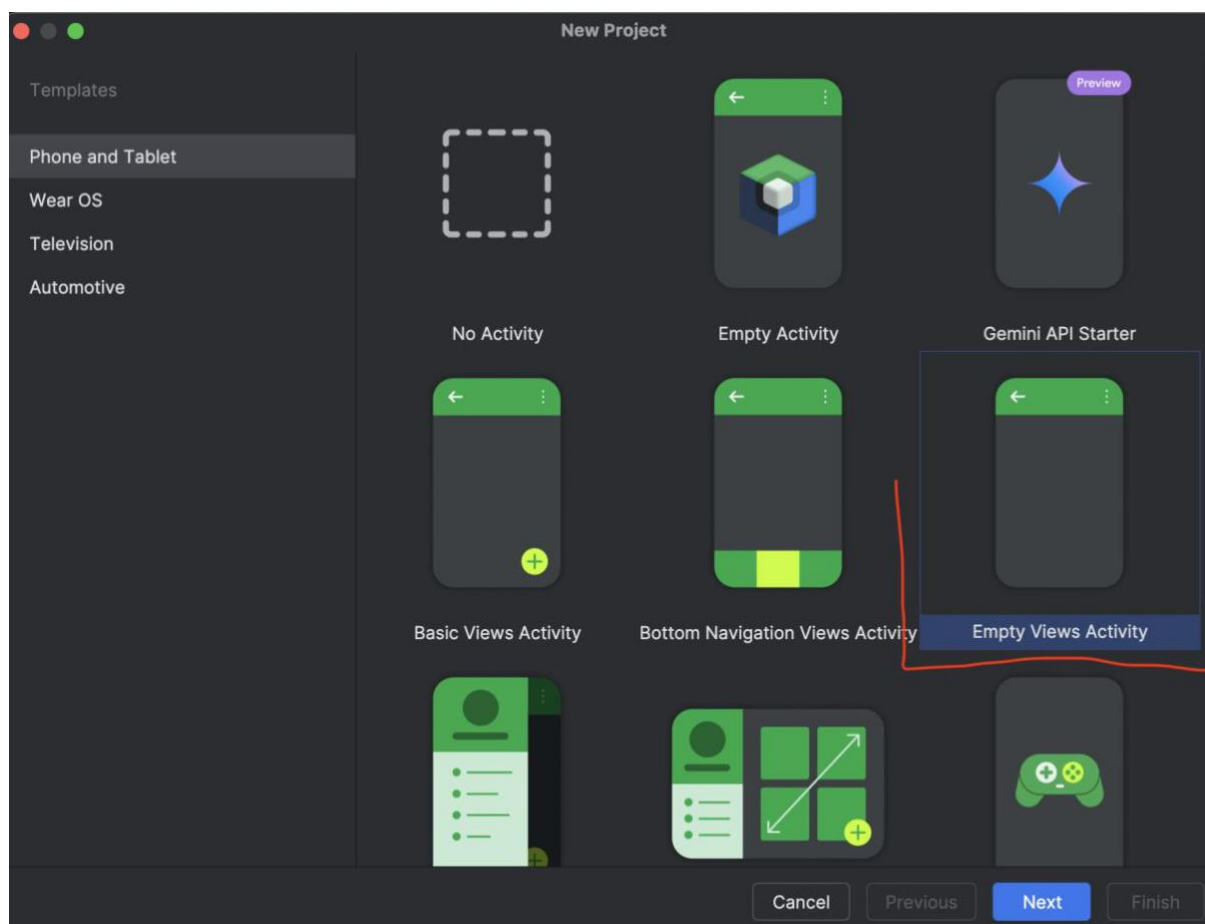 New Project
Templates
Phone and Tablet
Wear OS
Television
Automotive
Preview
No Activity
Empty Activity
Gemini API Starter
Basic Views Activity
Bottom Navigation Views Activity
Empty Views Activity
Cancel
Previous
Next
Finish